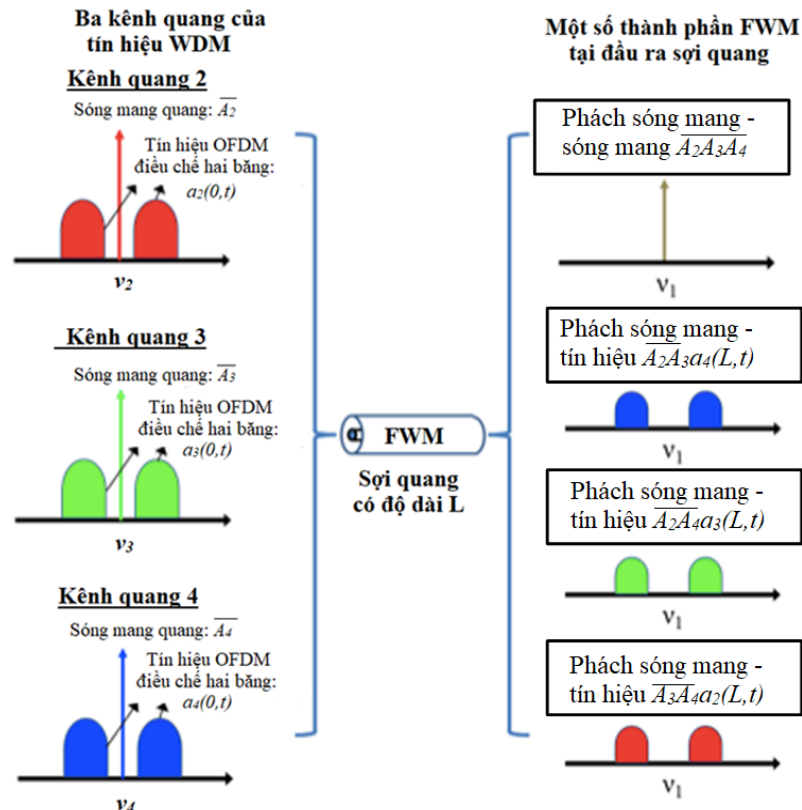 Ba kênh quang của
tín hiệu WDM
Kênh quang 2
Sóng mang quang: A₂
Tín hiệu OFDM
điều chế hai băng:
a₂(0,t)
ν₂
Kênh quang 3
Sóng mang quang: A₃
Tín hiệu OFDM
điều chế hai băng:
a₃(0,t)
ν₃
Kênh quang 4
Sóng mang quang: A₄
Tín hiệu OFDM
điều chế hai băng:
a₄(0,t)
ν₄
FWM
Sợi quang
có độ dài L
Một số thành phần FWM
tại đầu ra sợi quang
Phách sóng mang -
sóng mang A₂A₃A₄
ν₁
Phách sóng mang -
tín hiệu A₂A₃a₄(L,t)
ν₁
Phách sóng mang -
tín hiệu A₂A₄a₃(L,t)
ν₁
Phách sóng mang -
tín hiệu A₃A₄a₂(L,t)
ν₁